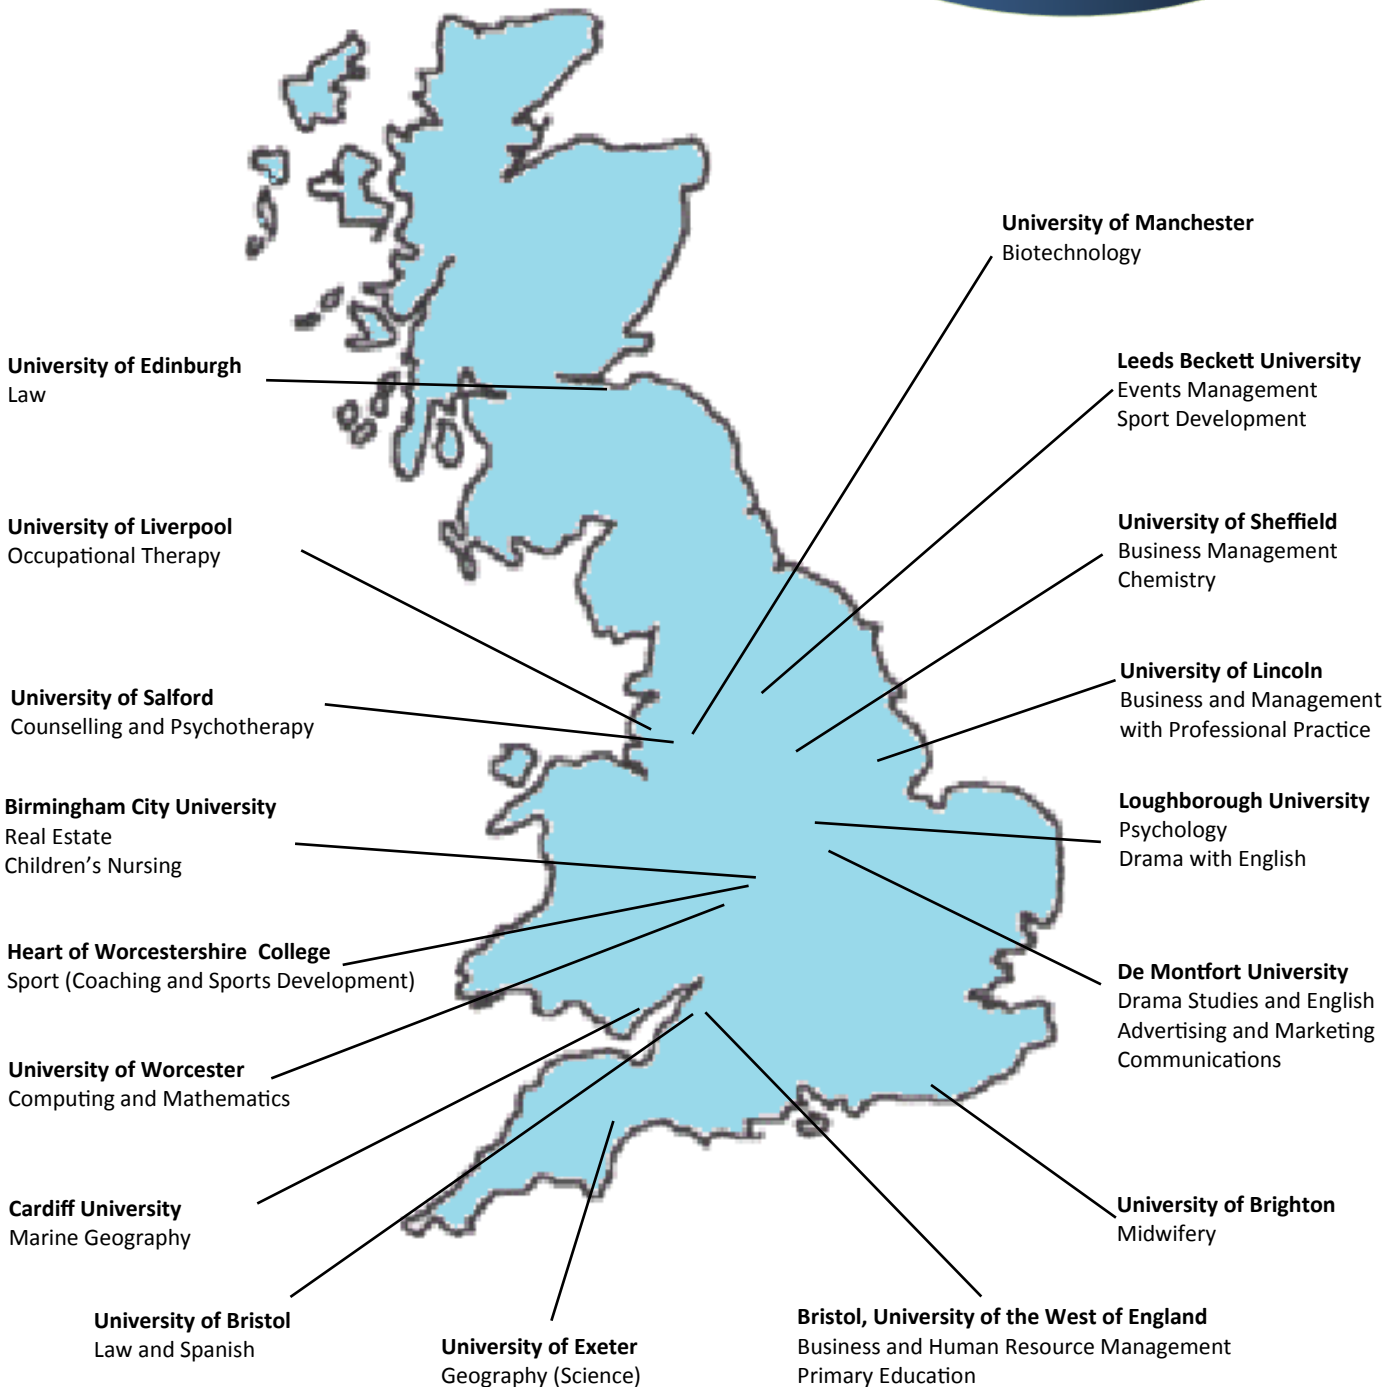 University of Manchester
Biotechnology
University of Edinburgh
Law
Leeds Beckett University
Events Management
Sport Development
University of Liverpool
Occupational Therapy
University of Sheffield
Business Management
Chemistry
University of Salford
Counselling and Psychotherapy
University of Lincoln
Business and Management
with Professional Practice
Birmingham City University
Real Estate
Children's Nursing
Loughborough University
Psychology
Drama with English
Heart of Worcestershire  College
Sport (Coaching and Sports Development)
De Montfort University
Drama Studies and English
Advertising and Marketing
Communications
University of Worcester
Computing and Mathematics
Cardiff University
Marine Geography
University of Brighton
Midwifery
University of Bristol
Law and Spanish
University of Exeter
Geography (Science)
Bristol, University of the West of England
Business and Human Resource Management
Primary Education